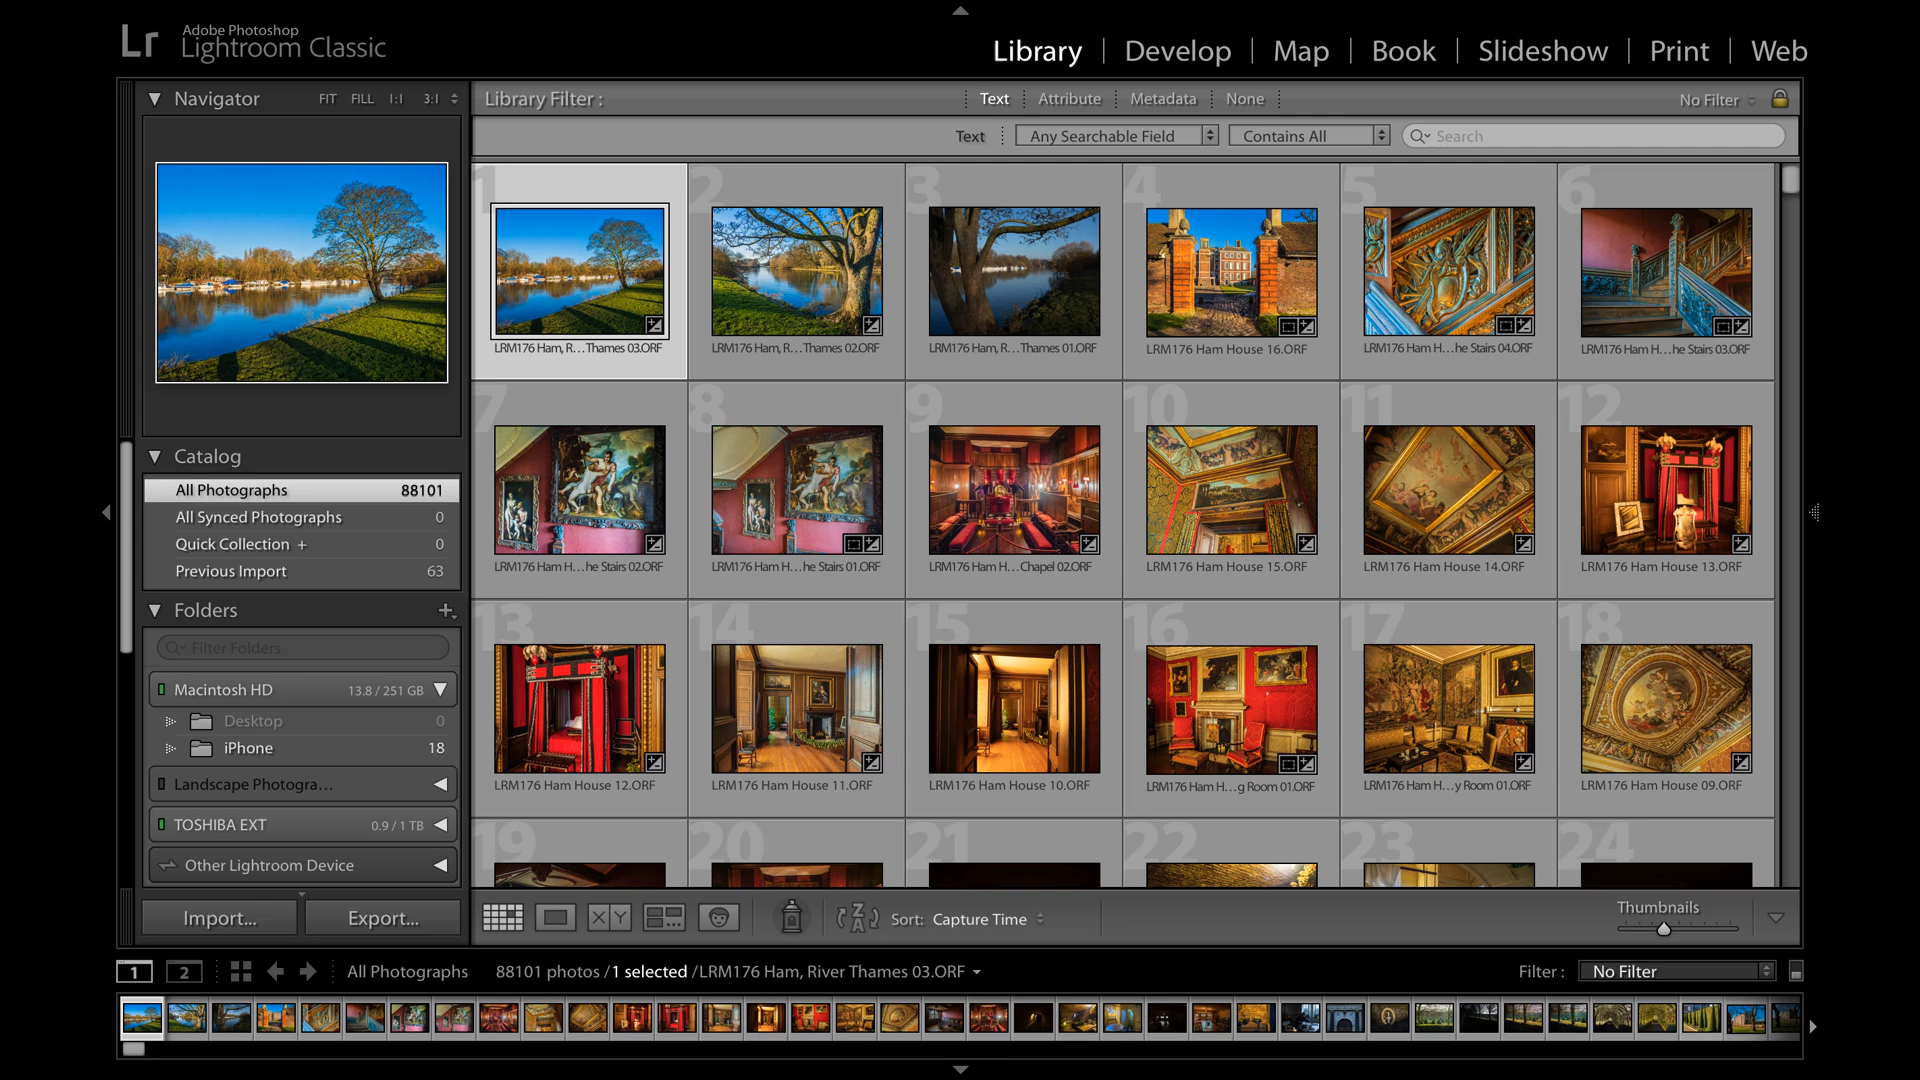 Lr Adobe Photoshop
Lightroom Classic
Library | Develop | Map | Book | Slideshow | Print | Web
Navigator FIT FILL 1:1 3:1
Library Filter : Text Attribute Metadata None No Filter
Text Any Searchable Field Contains All Search
1 2 3 4 5 6
LRM176 Ham, R...Thames 03.ORF LRM176 Ham, R...Thames 02.ORF LRM176 Ham, R...Thames 01.ORF LRM176 Ham House 16.ORF LRM176 Ham H...he Stairs 04.ORF LRM176 Ham H...he Stairs 03.ORF
7 8 9 10 11 12
LRM176 Ham H...he Stairs 02.ORF LRM176 Ham H...he Stairs 01.ORF LRM176 Ham H...Chapel 02.ORF LRM176 Ham House 15.ORF LRM176 Ham House 14.ORF LRM176 Ham House 13.ORF
13 14 15 16 17 18
LRM176 Ham House 12.ORF LRM176 Ham House 11.ORF LRM176 Ham House 10.ORF LRM176 Ham H...g Room 01.ORF LRM176 Ham H...y Room 01.ORF LRM176 Ham House 09.ORF
19 20 21 22 23 24
Catalog
All Photographs 88101
All Synced Photographs 0
Quick Collection + 0
Previous Import 63
Folders +
Filter Folders
Macintosh HD 13.8 / 251 GB
Desktop 0
iPhone 18
Landscape Photogra...
TOSHIBA EXT 0.9 / 1 TB
Other Lightroom Device
Import... Export...
X Y Z A Sort: Capture Time Thumbnails
1 2 All Photographs 88101 photos / 1 selected / LRM176 Ham, River Thames 03.ORF Filter : No Filter